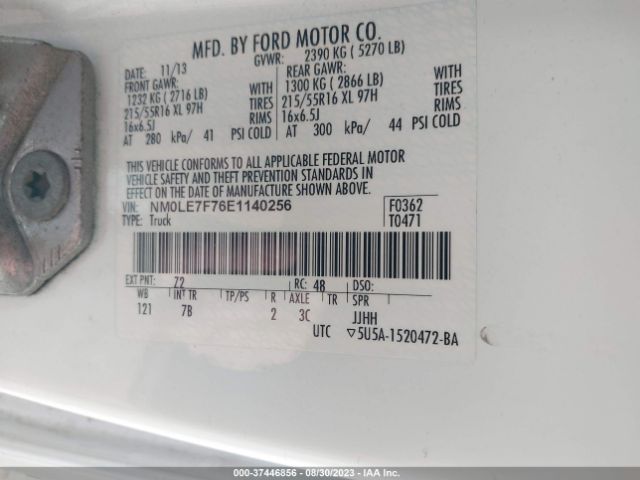 MFD. BY FORD MOTOR CO.
DATE: 11/13 GVWR: 2390 KG ( 5270 LB)
FRONT GAWR: WITH REAR GAWR: WITH
1232 KG ( 2716 LB) TIRES 1300 KG ( 2866 LB) TIRES
215/55R16 XL 97H RIMS 215/55R16 XL 97H RIMS
16x6.5J 16x6.5J
AT 280 kPa/ 41 PSI COLD AT 300 kPa/ 44 PSI COLD
THIS VEHICLE CONFORMS TO ALL APPLICABLE FEDERAL MOTOR
VEHICLE SAFETY AND THEFT PREVENTION STANDARDS IN
EFFECT ON THE DATE OF MANUFACTURE SHOWN ABOVE.
VIN: NM0LE7F76E1140256 F0362
TYPE: Truck T0471
EXT PNT: 72 RC: 48 DSO:
WB INT TR TP/PS R AXLE TR SPR
121 7B 2 3C JJHH
UTC ▽5U5A-1520472-BA
000-37446856 - 08/30/2023 - IAA Inc.